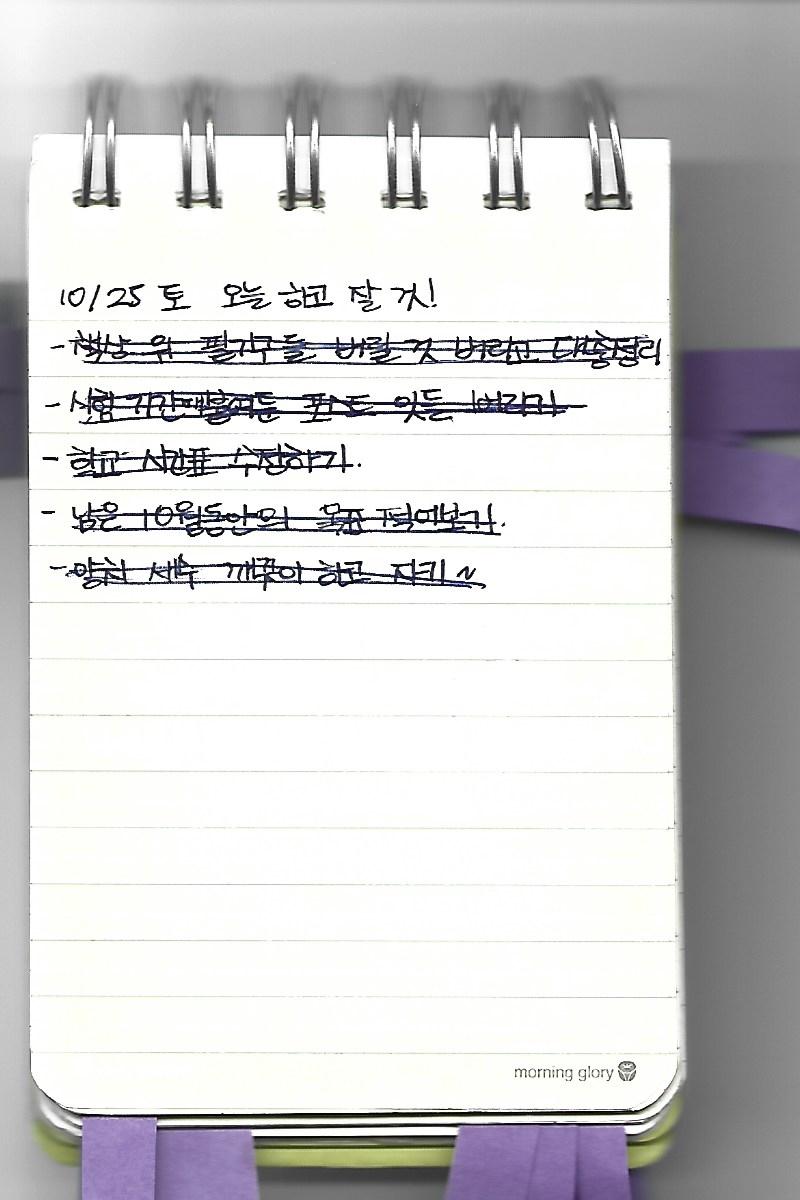 10/25 토 오늘 하고 잘 것!
- 책상 위 필기구들 버릴 것 버리고 대충정리
- 시험 기간때 포스트 잇들 버리기
- 학교 시간표 수정하기.
- 남은 10월동안의 목표 적어보기.
- 양치 세수 깨끗이 하고 자기~
morning glory